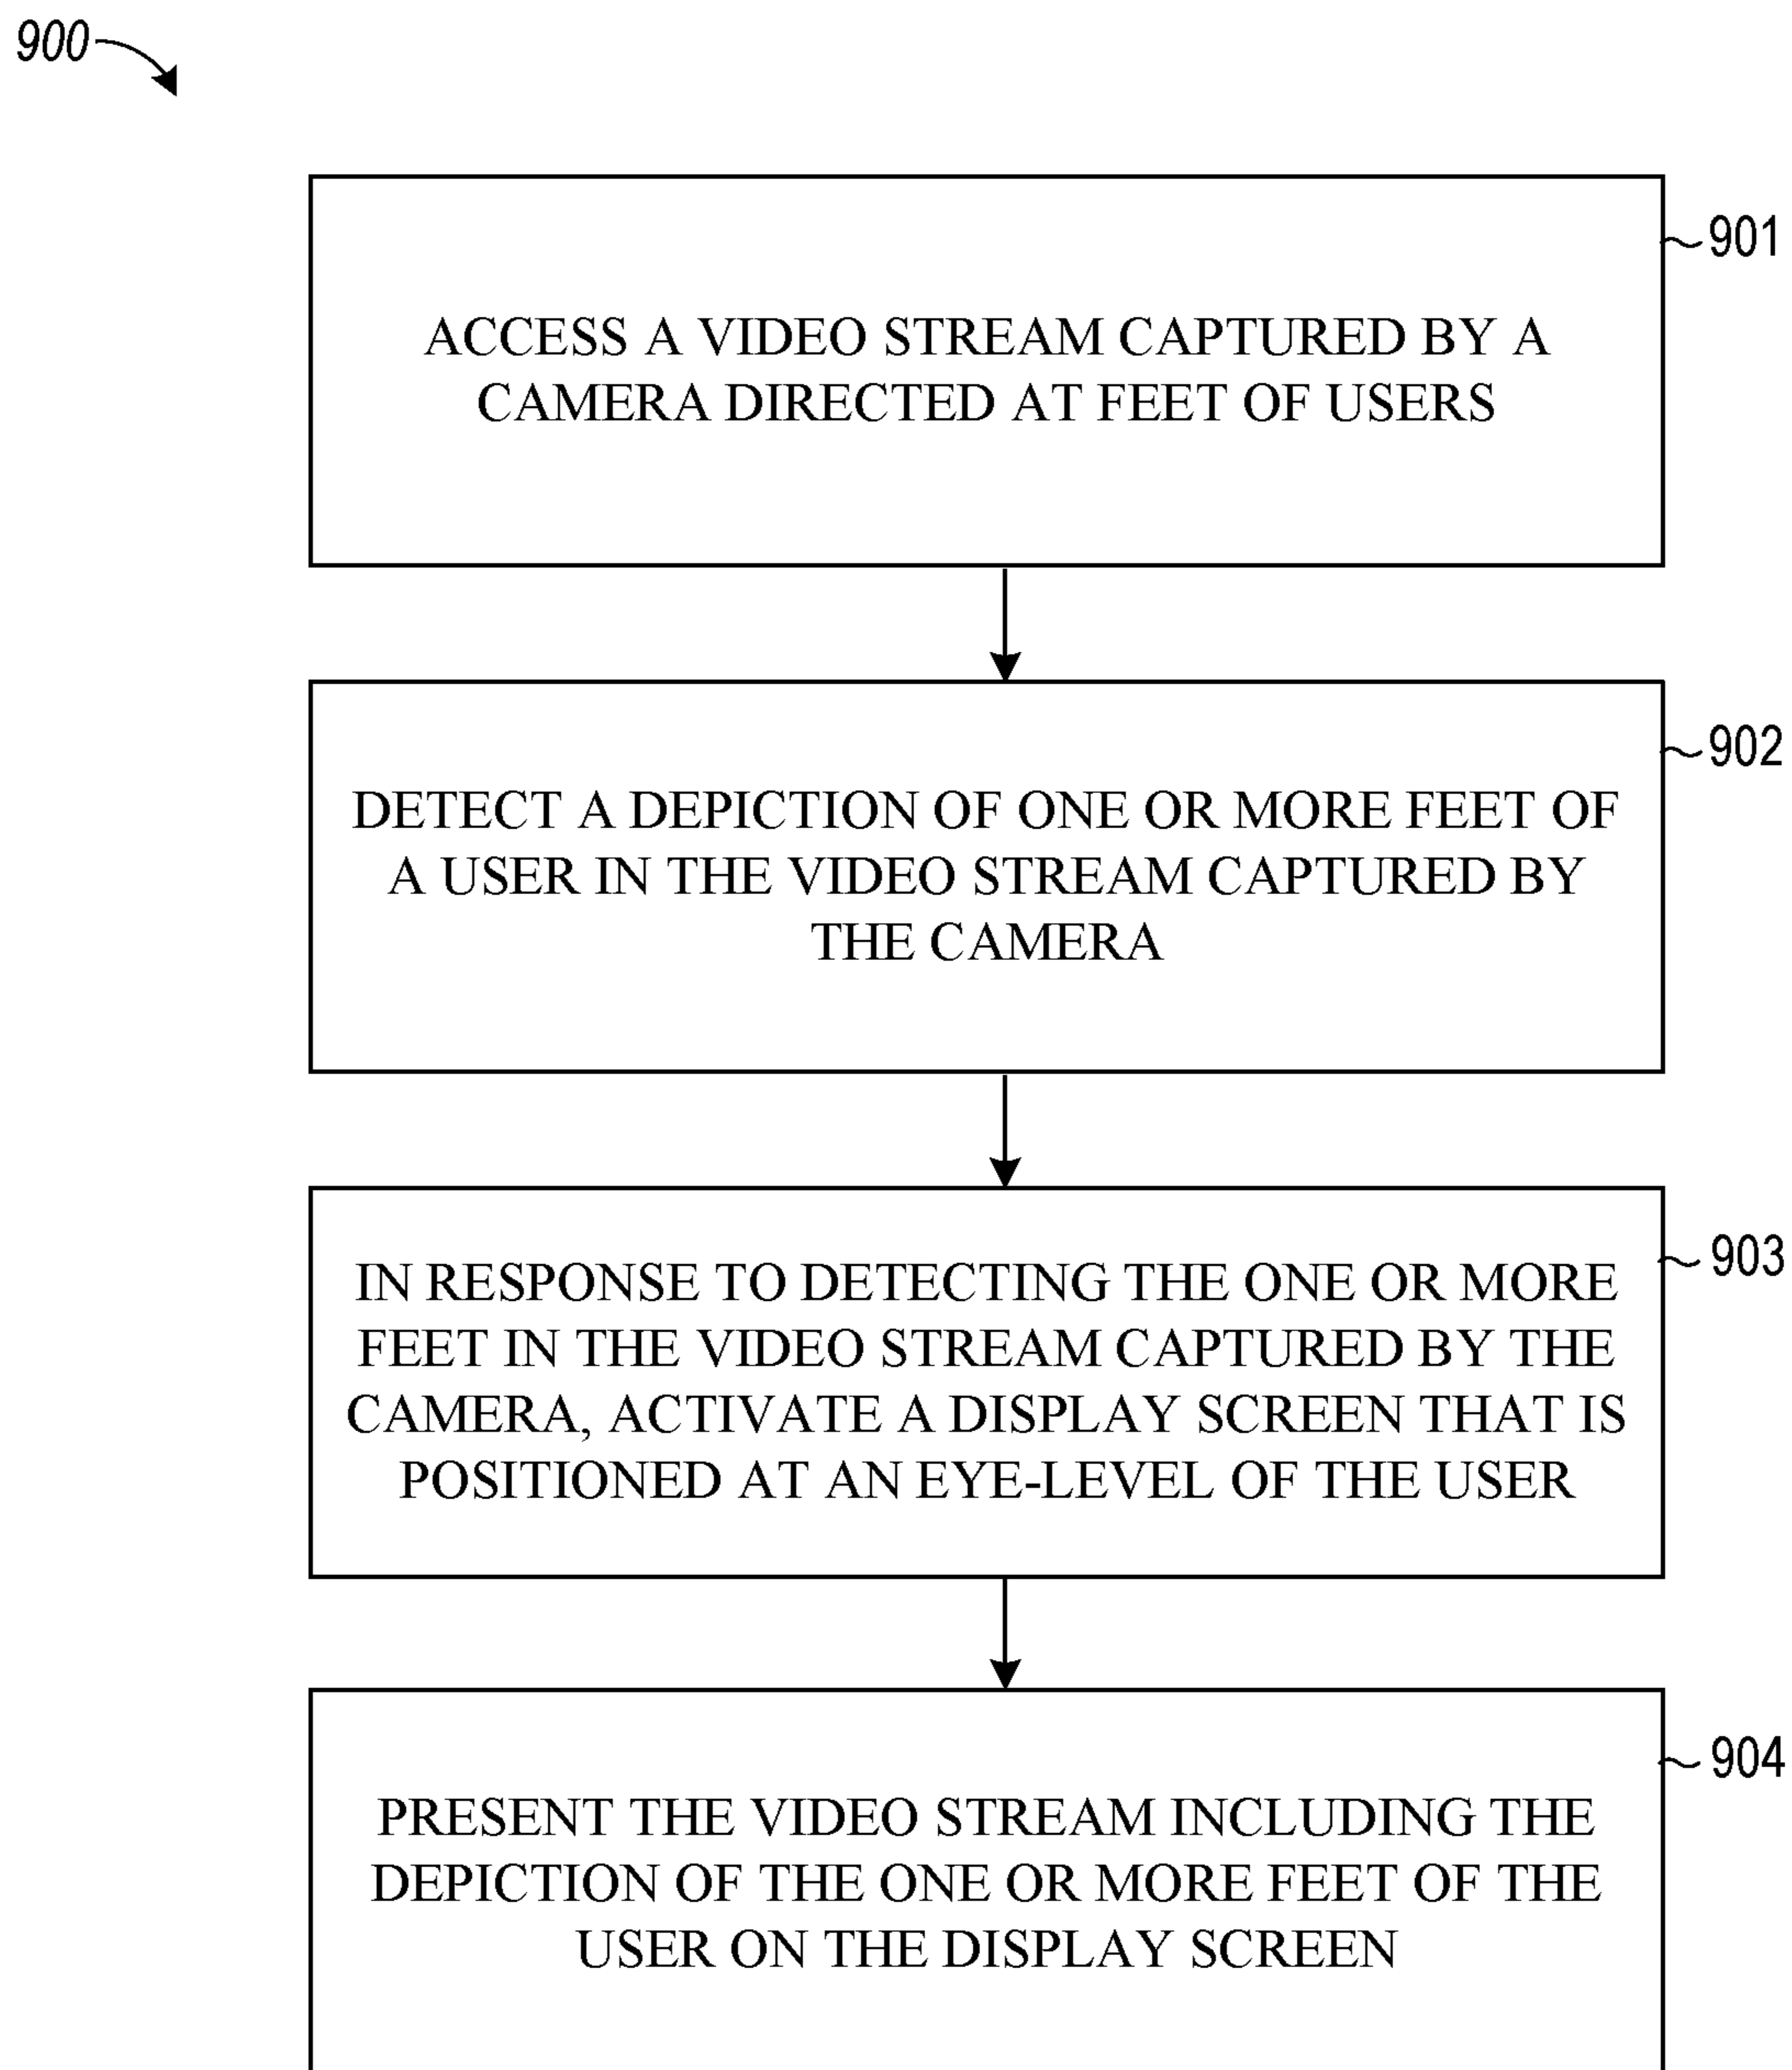 900
901
ACCESS A VIDEO STREAM CAPTURED BY A
CAMERA DIRECTED AT FEET OF USERS
902
DETECT A DEPICTION OF ONE OR MORE FEET OF
A USER IN THE VIDEO STREAM CAPTURED BY
THE CAMERA
903
IN RESPONSE TO DETECTING THE ONE OR MORE
FEET IN THE VIDEO STREAM CAPTURED BY THE
CAMERA, ACTIVATE A DISPLAY SCREEN THAT IS
POSITIONED AT AN EYE-LEVEL OF THE USER
904
PRESENT THE VIDEO STREAM INCLUDING THE
DEPICTION OF THE ONE OR MORE FEET OF THE
USER ON THE DISPLAY SCREEN